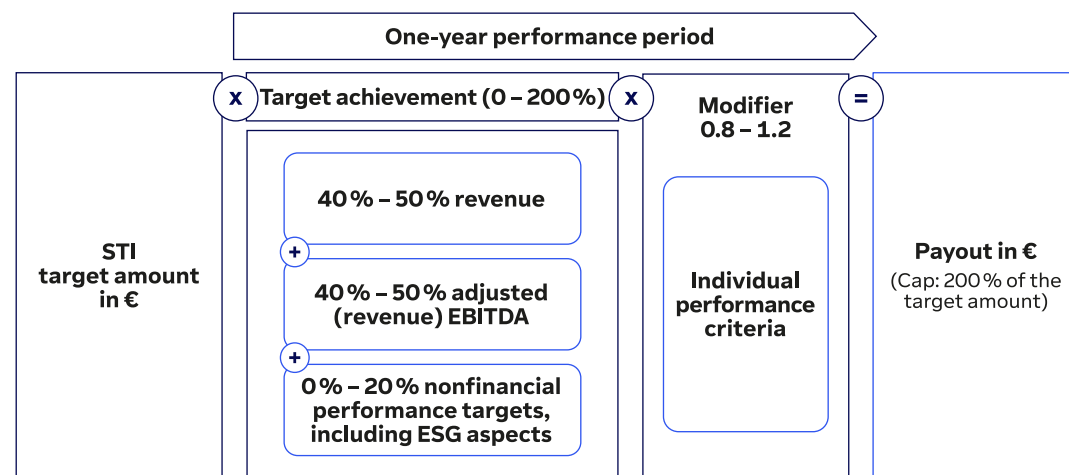 One-year performance period
STI
target amount
in €
x
Target achievement (0 – 200 %)
40 % – 50 % revenue
+
40 % – 50 % adjusted
(revenue) EBITDA
+
0 % – 20 % nonfinancial
performance targets,
including ESG aspects
x
Modifier
0.8 – 1.2
Individual
performance
criteria
=
Payout in €
(Cap: 200 % of the
target amount)